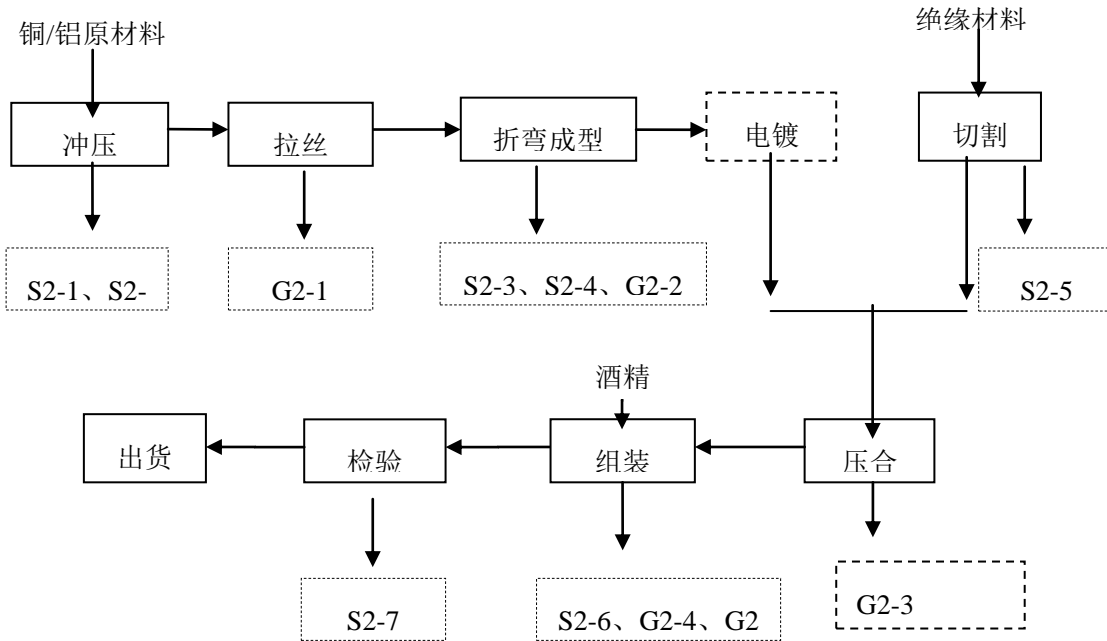 铜/铝原材料
绝缘材料
冲压
拉丝
折弯成型
电镀
切割
S2-1、S2-
G2-1
S2-3、S2-4、G2-2
S2-5
酒精
出货
检验
组装
压合
S2-7
S2-6、G2-4、G2
G2-3